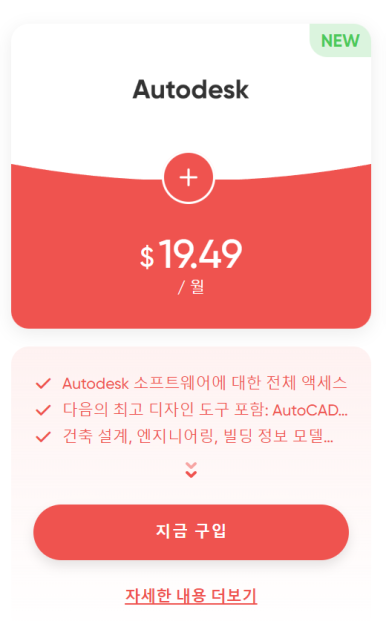 NEW
Autodesk
$ 19.49
/ 월
Autodesk 소프트웨어에 대한 전체 액세스
다음의 최고 디자인 도구 포함: AutoCAD...
건축 설계, 엔지니어링, 빌딩 정보 모델...
지금 구입
자세한 내용 더보기